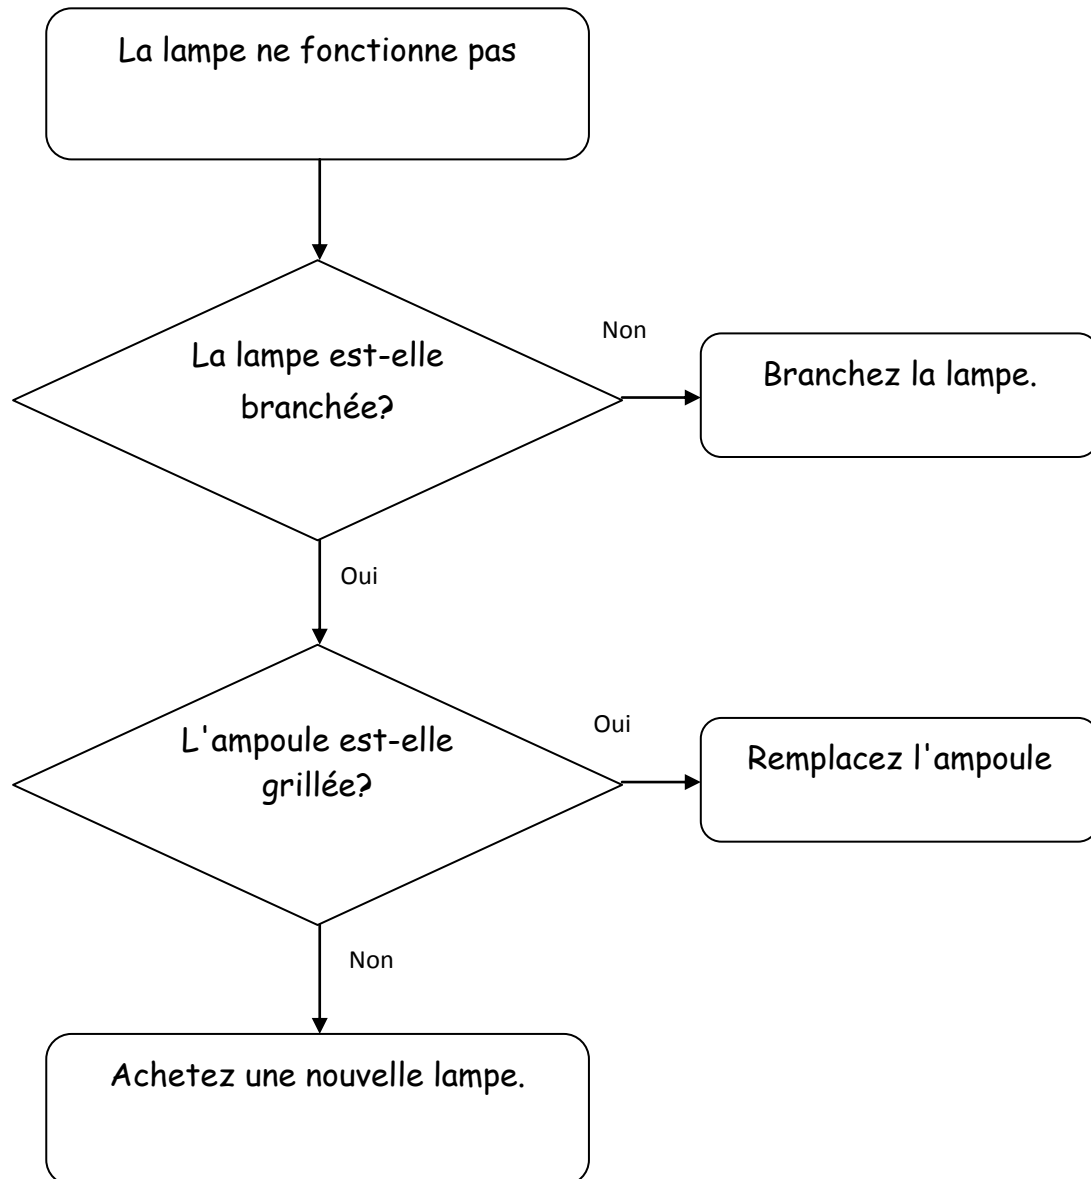 La lampe ne fonctionne pas
La lampe est-elle
branchée?
Non
Branchez la lampe.
Oui
L'ampoule est-elle
grillée?
Oui
Remplacez l'ampoule
Non
Achetez une nouvelle lampe.